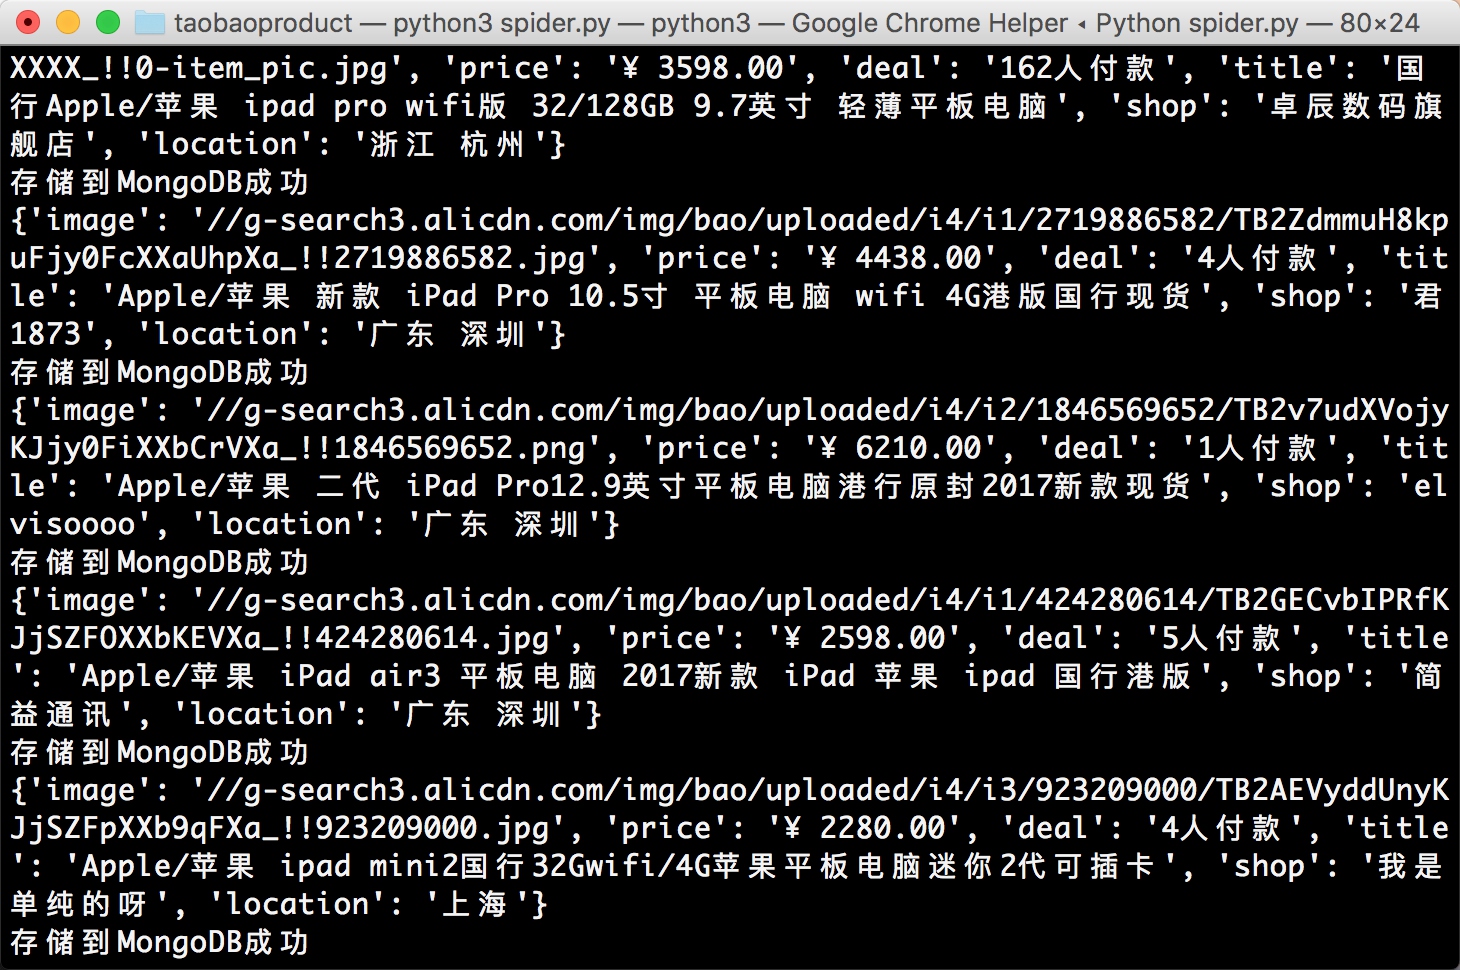 taobaoproduct — python3 spider.py — python3 — Google Chrome Helper ◂ Python spider.py — 80×24
XXXX_!!0-item_pic.jpg', 'price': '¥ 3598.00', 'deal': '162人付款', 'title': '国
行Apple/苹果 ipad pro wifi版 32/128GB 9.7英寸 轻薄平板电脑', 'shop': '卓辰数码旗
舰店', 'location': '浙江 杭州'}
存储到MongoDB成功
{'image': '//g-search3.alicdn.com/img/bao/uploaded/i4/i1/2719886582/TB2ZdmmuH8kp
uFjy0FcXXaUhpXa_!!2719886582.jpg', 'price': '¥ 4438.00', 'deal': '4人付款', 'tit
le': 'Apple/苹果 新款 iPad Pro 10.5寸 平板电脑 wifi 4G港版国行现货', 'shop': '君
1873', 'location': '广东 深圳'}
存储到MongoDB成功
{'image': '//g-search3.alicdn.com/img/bao/uploaded/i4/i2/1846569652/TB2v7udXVojy
KJjy0FiXXbCrVXa_!!1846569652.png', 'price': '¥ 6210.00', 'deal': '1人付款', 'tit
le': 'Apple/苹果 二代 iPad Pro12.9英寸平板电脑港行原封2017新款现货', 'shop': 'el
visoooo', 'location': '广东 深圳'}
存储到MongoDB成功
{'image': '//g-search3.alicdn.com/img/bao/uploaded/i4/i1/424280614/TB2GECvbIPRfK
JjSZFOXXbKEVXa_!!424280614.jpg', 'price': '¥ 2598.00', 'deal': '5人付款', 'title
': 'Apple/苹果 iPad air3 平板电脑 2017新款 iPad 苹果 ipad 国行港版', 'shop': '简
益通讯', 'location': '广东 深圳'}
存储到MongoDB成功
{'image': '//g-search3.alicdn.com/img/bao/uploaded/i4/i3/923209000/TB2AEVyddUnyK
JjSZFpXXb9qFXa_!!923209000.jpg', 'price': '¥ 2280.00', 'deal': '4人付款', 'title
': 'Apple/苹果 ipad mini2国行32Gwifi/4G苹果平板电脑迷你2代可插卡', 'shop': '我是
单纯的呀', 'location': '上海'}
存储到MongoDB成功